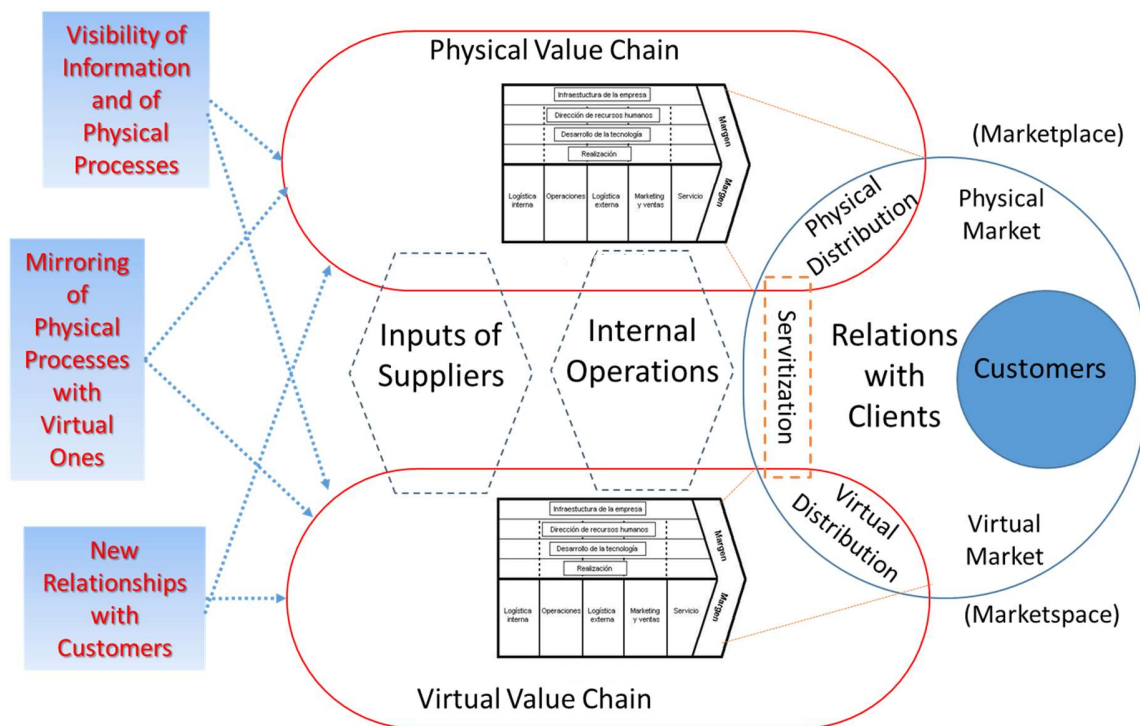 Visibility of
Information
and of
Physical
Processes
Mirroring
of
Physical
Processes
with
Virtual
Ones
New
Relationships
with
Customers
Physical Value Chain
Infraestuctura de la empresa
Dirección de recursos humanos
Desarrollo de la tecnología
Realización
Logística
interna
Operaciones
Logística
externa
Marketing
y ventas
Servicio
Margen
Margen
(Marketplace)
Physical
Distribution
Physical
Market
Inputs of
Suppliers
Internal
Operations
Servitization
Relations
with
Clients
Customers
Virtual
Distribution
Virtual
Market
(Marketspace)
Infraestuctura de la empresa
Dirección de recursos humanos
Desarrollo de la tecnología
Realización
Logística
interna
Operaciones
Logística
externa
Marketing
y ventas
Servicio
Margen
Margen
Virtual Value Chain